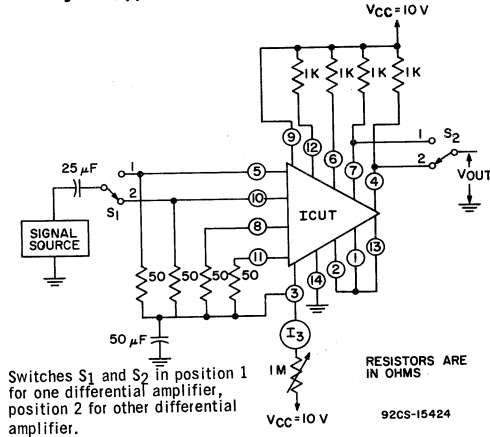 VCC=10 V
1K
1K
1K
1K
9
12
6
7
4
1
S2
2
VOUT
25 μF
1
2
S1
5
10
8
11
ICUT
SIGNAL
SOURCE
50
50
50
50
3
14
2
1
13
50 μF
I3
1M
VCC=10 V
RESISTORS ARE
IN OHMS
92CS-15424
Switches S1 and S2 in position 1
for one differential amplifier,
position 2 for other differential
amplifier.